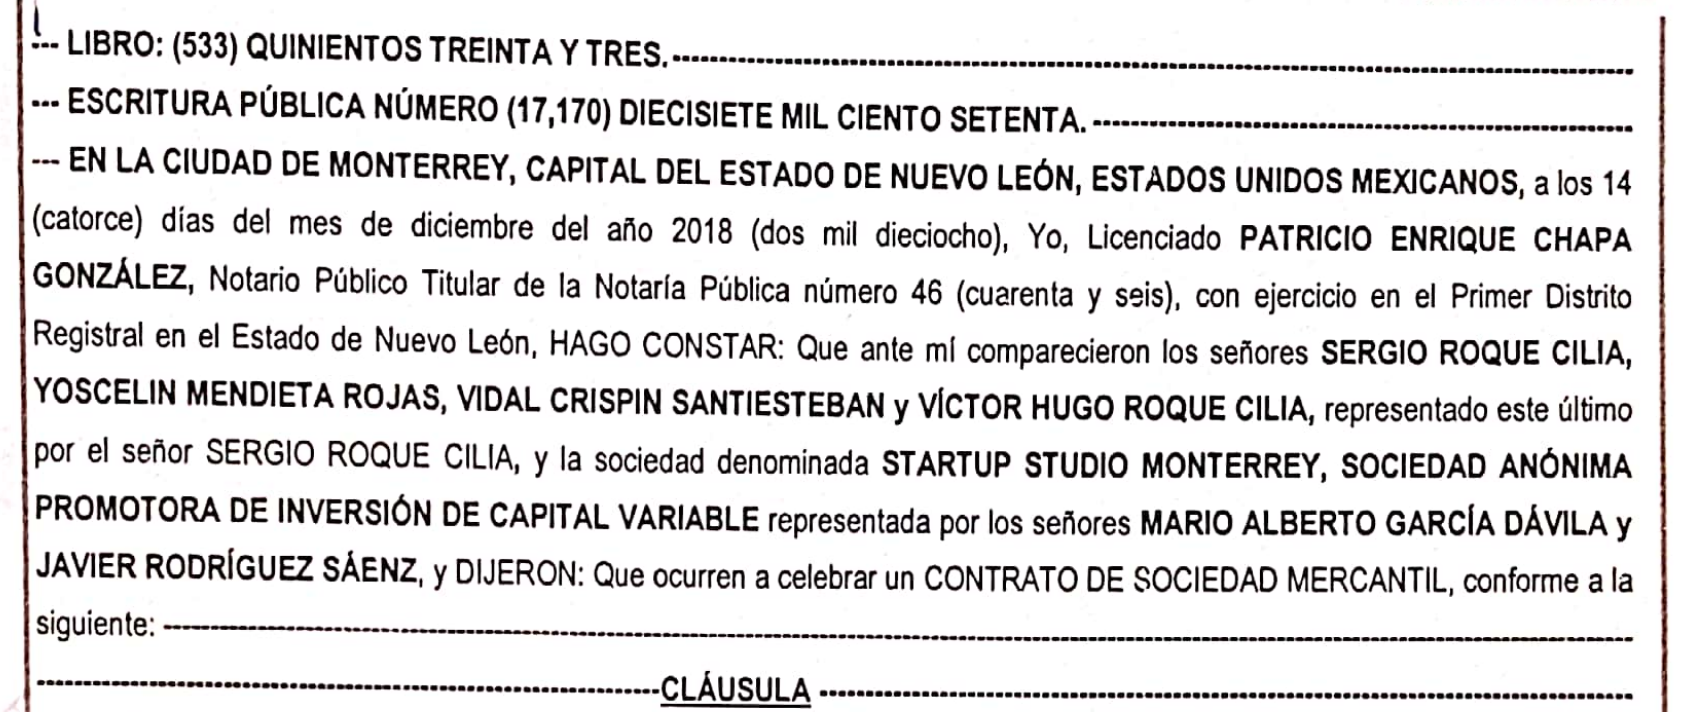 --- LIBRO: (533) QUINIENTOS TREINTA Y TRES.---
--- ESCRITURA PÚBLICA NÚMERO (17,170) DIECISIETE MIL CIENTO SETENTA. ---
--- EN LA CIUDAD DE MONTERREY, CAPITAL DEL ESTADO DE NUEVO LEÓN, ESTADOS UNIDOS MEXICANOS, a los 14
(catorce) días del mes de diciembre del año 2018 (dos mil dieciocho), Yo, Licenciado PATRICIO ENRIQUE CHAPA
GONZÁLEZ, Notario Público Titular de la Notaría Pública número 46 (cuarenta y seis), con ejercicio en el Primer Distrito
Registral en el Estado de Nuevo León, HAGO CONSTAR: Que ante mí comparecieron los señores SERGIO ROQUE CILIA,
YOSCELIN MENDIETA ROJAS, VIDAL CRISPIN SANTIESTEBAN y VÍCTOR HUGO ROQUE CILIA, representado este último
por el señor SERGIO ROQUE CILIA, y la sociedad denominada STARTUP STUDIO MONTERREY, SOCIEDAD ANÓNIMA
PROMOTORA DE INVERSIÓN DE CAPITAL VARIABLE representada por los señores MARIO ALBERTO GARCÍA DÁVILA y
JAVIER RODRÍGUEZ SÁENZ, y DIJERON: Que ocurren a celebrar un CONTRATO DE SOCIEDAD MERCANTIL, conforme a la
siguiente: ---
---CLÁUSULA ---